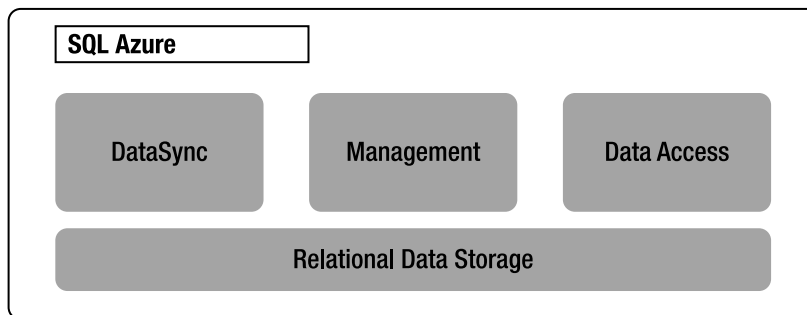 SQL Azure
DataSync
Management
Data Access
Relational Data Storage